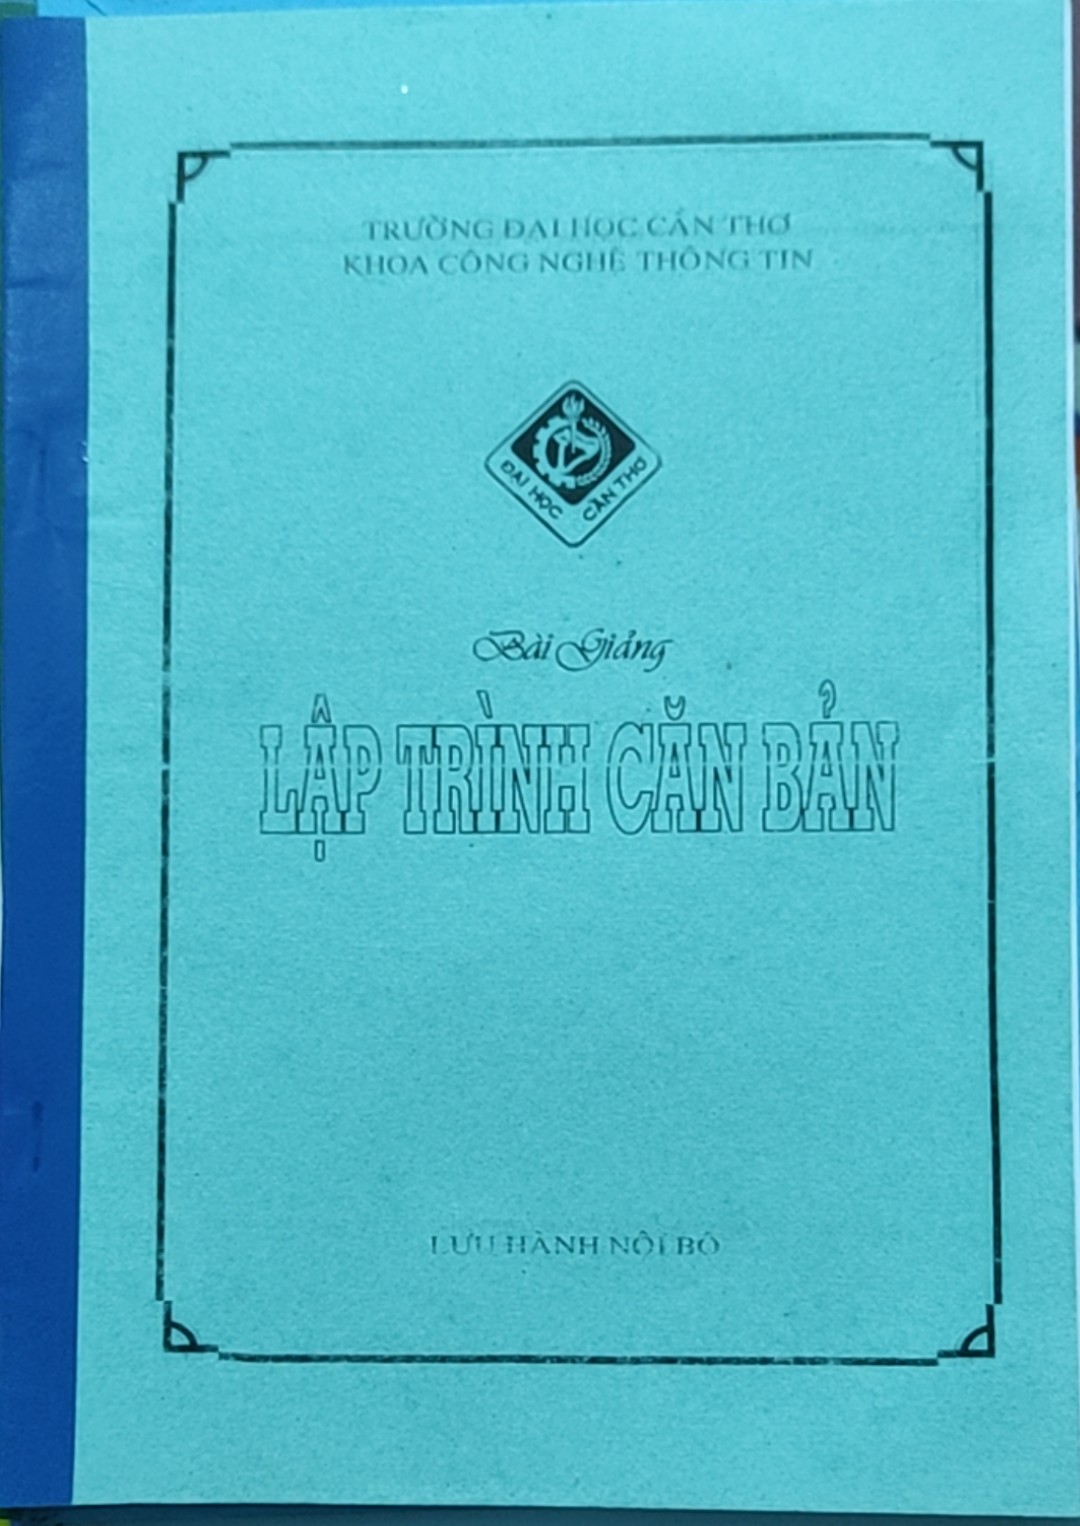 TRƯỜNG ĐẠI HỌC CẦN THƠ
KHOA CÔNG NGHỆ THÔNG TIN
ĐẠI HỌC CẦN THƠ
Bài Giảng
LẬP TRÌNH CĂN BẢN
LƯU HÀNH NỘI BỘ